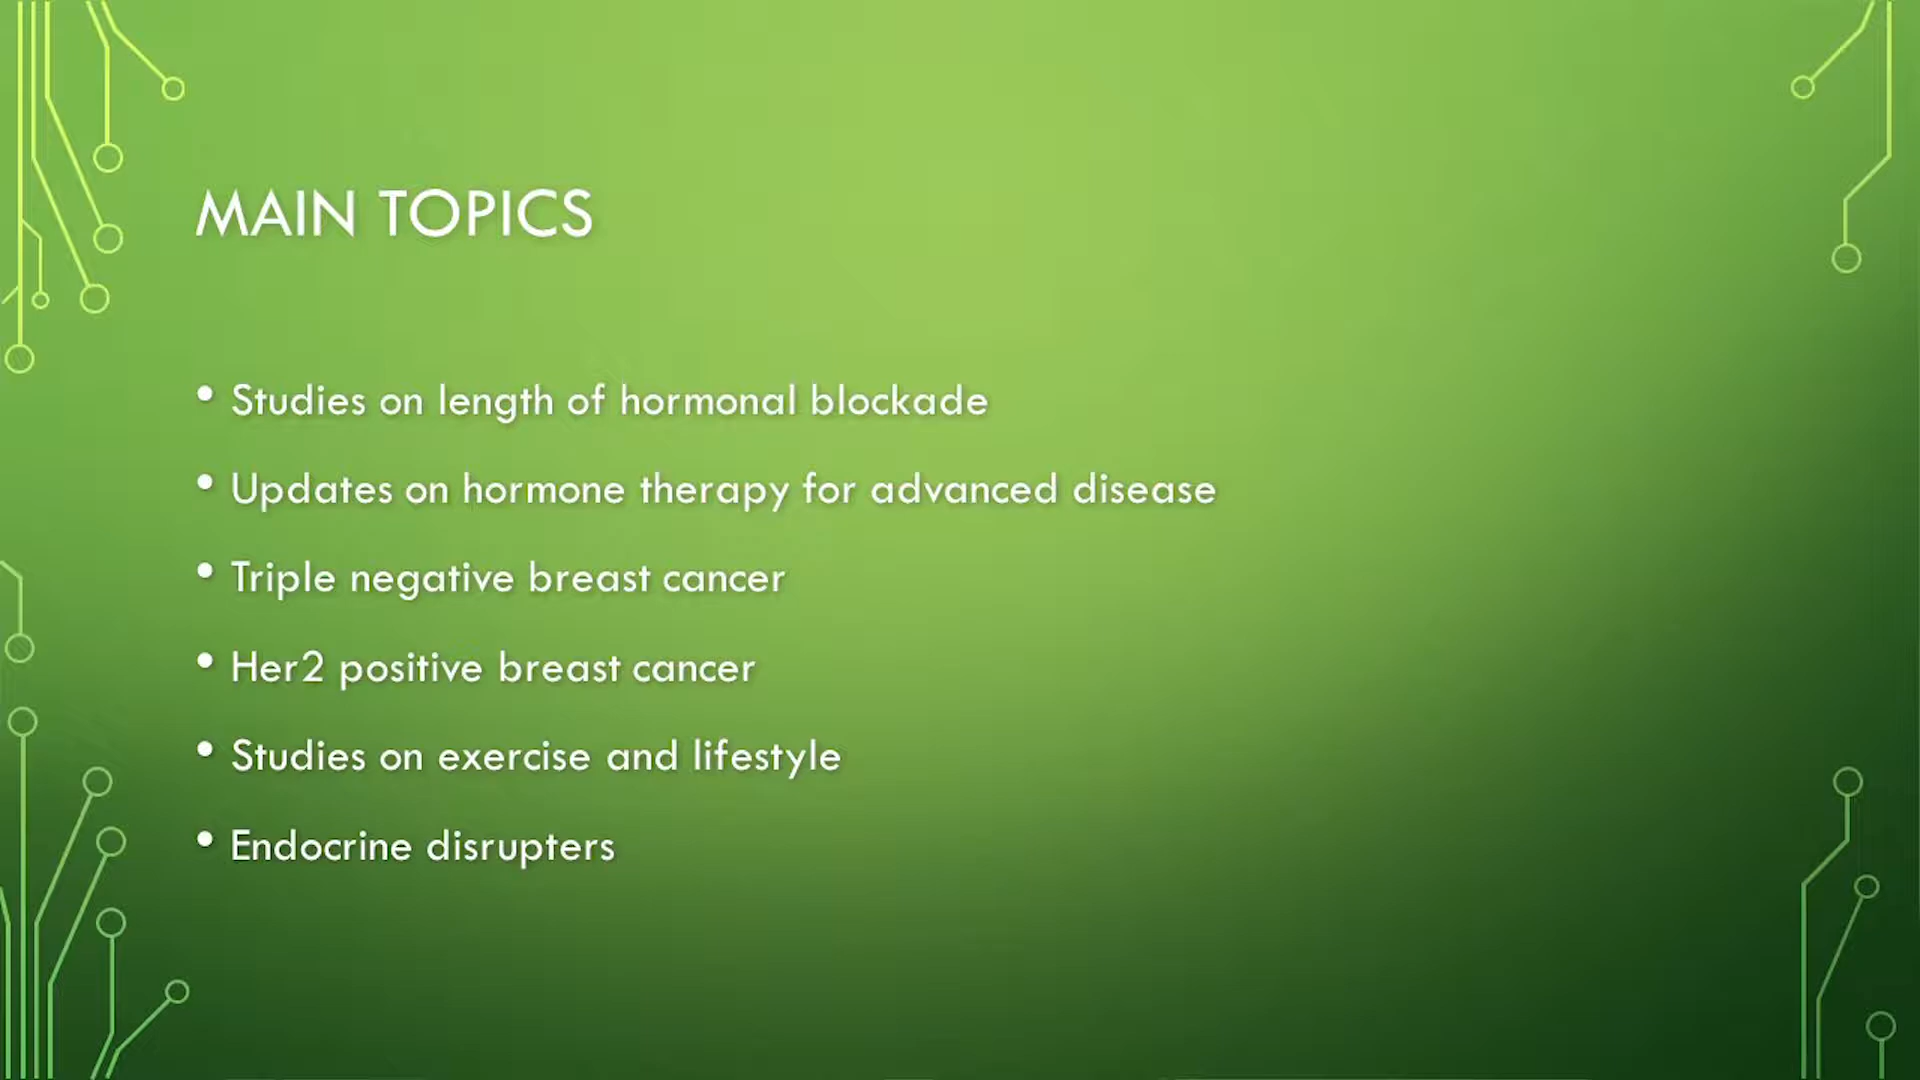 MAIN TOPICS
• Studies on length of hormonal blockade
• Updates on hormone therapy for advanced disease
• Triple negative breast cancer
• Her2 positive breast cancer
• Studies on exercise and lifestyle
• Endocrine disrupters